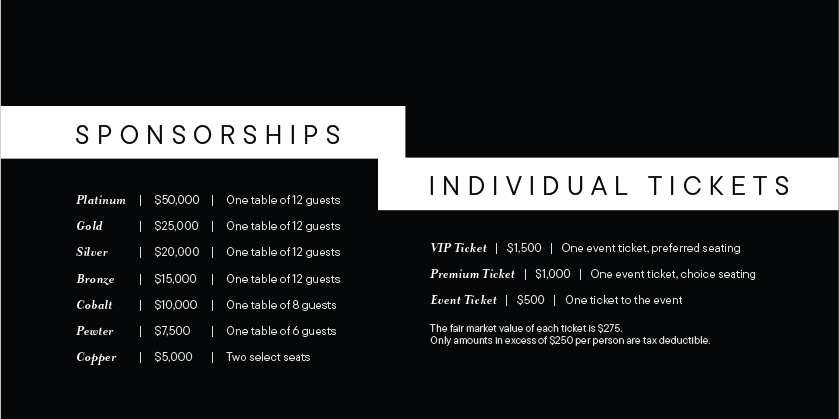 SPONSORSHIPS
Platinum | $50,000 | One table of 12 guests
Gold | $25,000 | One table of 12 guests
Silver | $20,000 | One table of 12 guests
Bronze | $15,000 | One table of 12 guests
Cobalt | $10,000 | One table of 8 guests
Pewter | $7,500 | One table of 6 guests
Copper | $5,000 | Two select seats
INDIVIDUAL TICKETS
VIP Ticket | $1,500 | One event ticket, preferred seating
Premium Ticket | $1,000 | One event ticket, choice seating
Event Ticket | $500 | One ticket to the event
The fair market value of each ticket is $275.
Only amounts in excess of $250 per person are tax deductible.